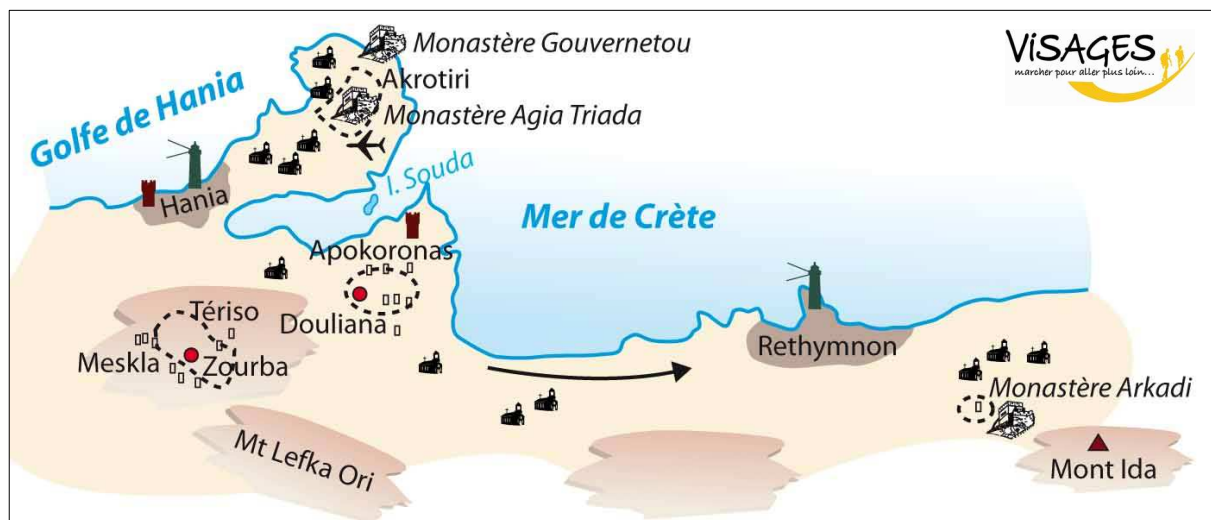 Monastère Gouvernetou
ViSAGES
marcher pour aller plus loin...
Akrotiri
Monastère Agia Triada
Golfe de Hania
I. Souda
Hania
Mer de Crète
Apokoronas
Tériso
Douliana
Meskla
Zourba
Rethymnon
Monastère Arkadi
Mt Lefka Ori
Mont Ida